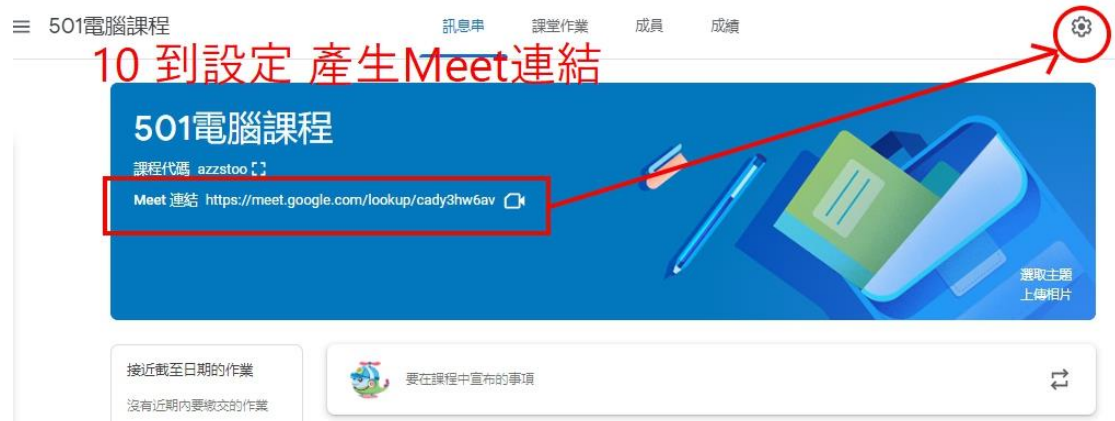 501電腦課程
訊息串 課堂作業 成員 成績
10 到設定 產生Meet連結
501電腦課程
課程代碼 azzstoo
Meet 連結 https://meet.google.com/lookup/cady3hw6av
選取主題
上傳相片
接近截至日期的作業
沒有近期內要繳交的作業
要在課程中宣布的事項